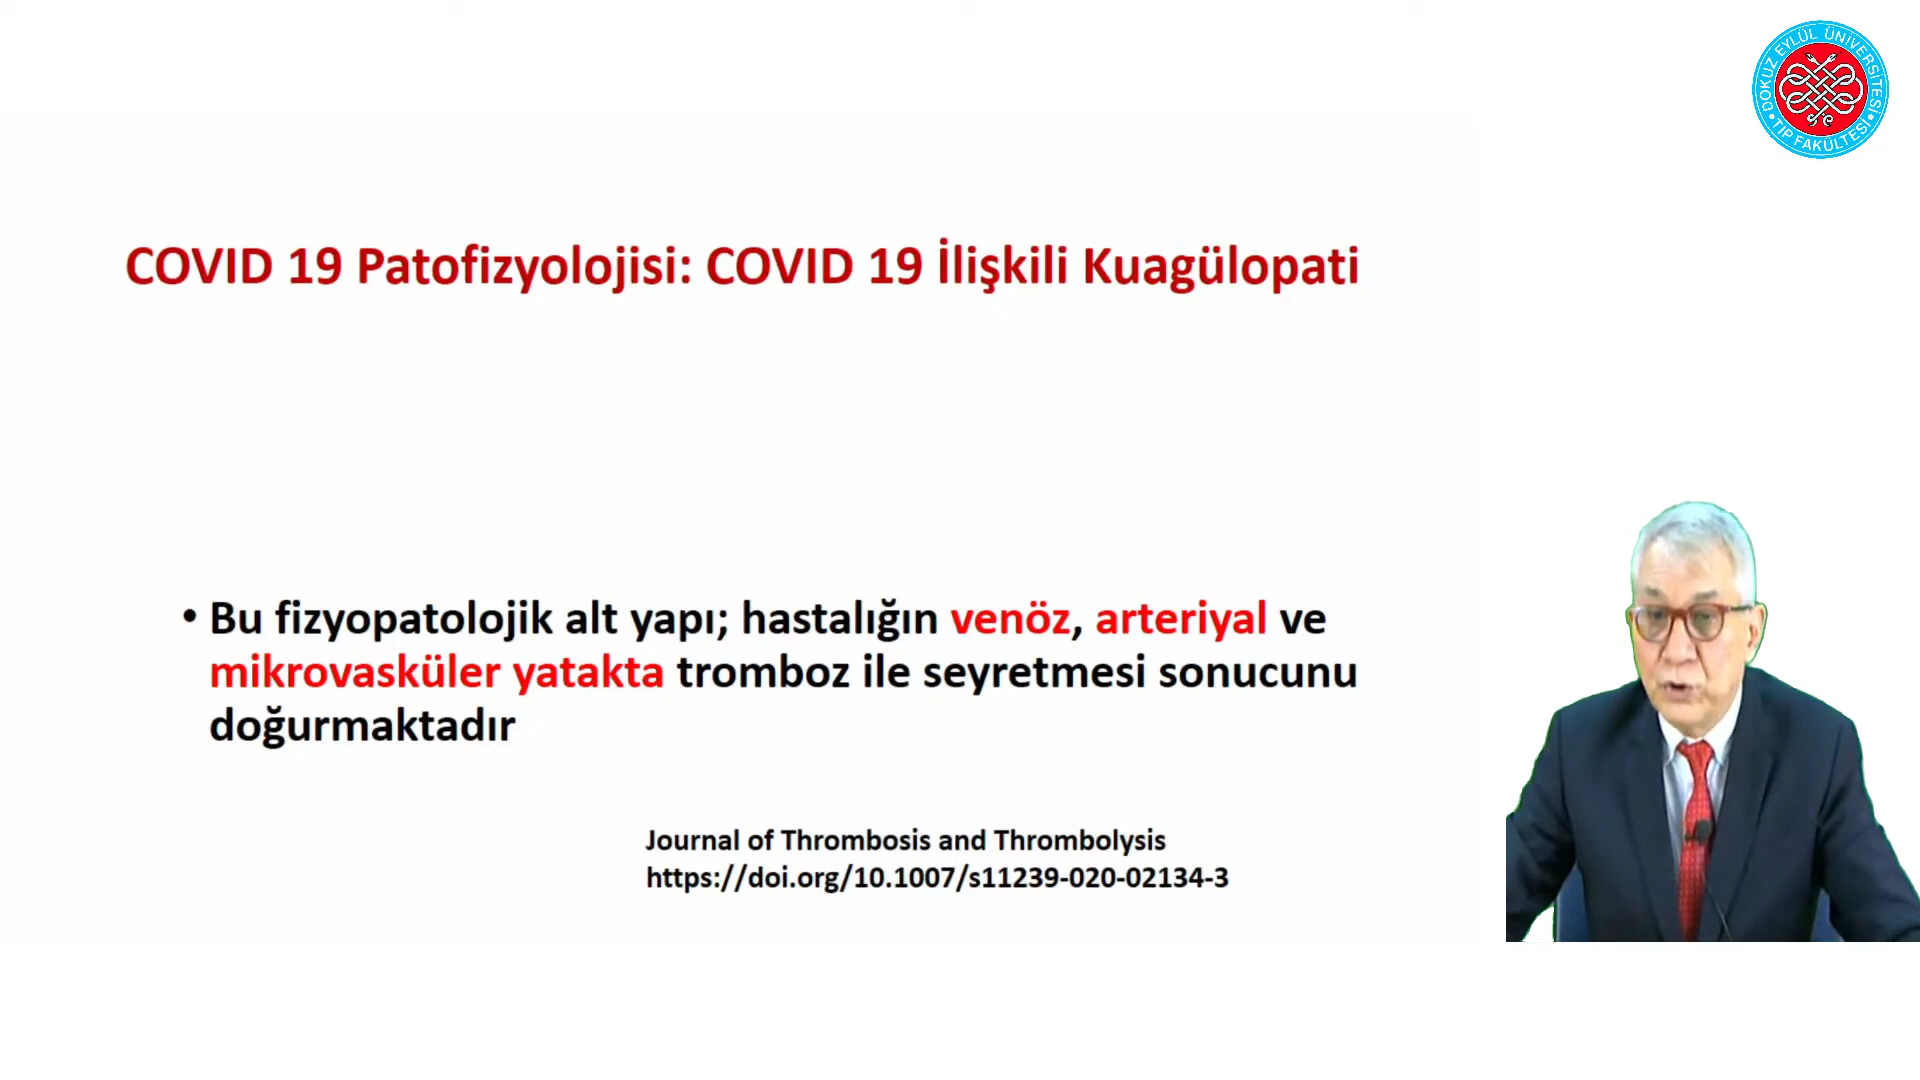 DOKUZ EYLÜL ÜNİVERSİTESİ
TIP FAKÜLTESİ
COVID 19 Patofizyolojisi: COVID 19 İlişkili Kuagülopati
• Bu fizyopatolojik alt yapı; hastalığın venöz, arteriyal ve
mikrovasküler yatakta tromboz ile seyretmesi sonucunu
doğurmaktadır
Journal of Thrombosis and Thrombolysis
https://doi.org/10.1007/s11239-020-02134-3